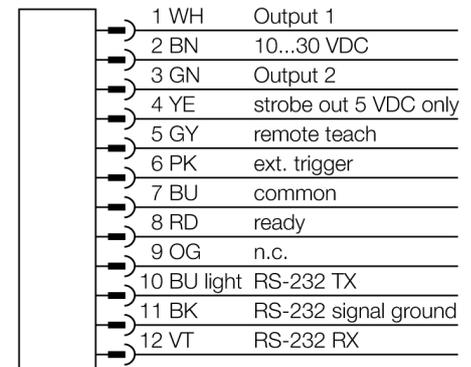 1 WH Output 1
2 BN 10...30 VDC
3 GN Output 2
4 YE strobe out 5 VDC only
5 GY remote teach
6 PK ext. trigger
7 BU common
8 RD ready
9 OG n.c.
10 BU light RS-232 TX
11 BK RS-232 signal ground
12 VT RS-232 RX